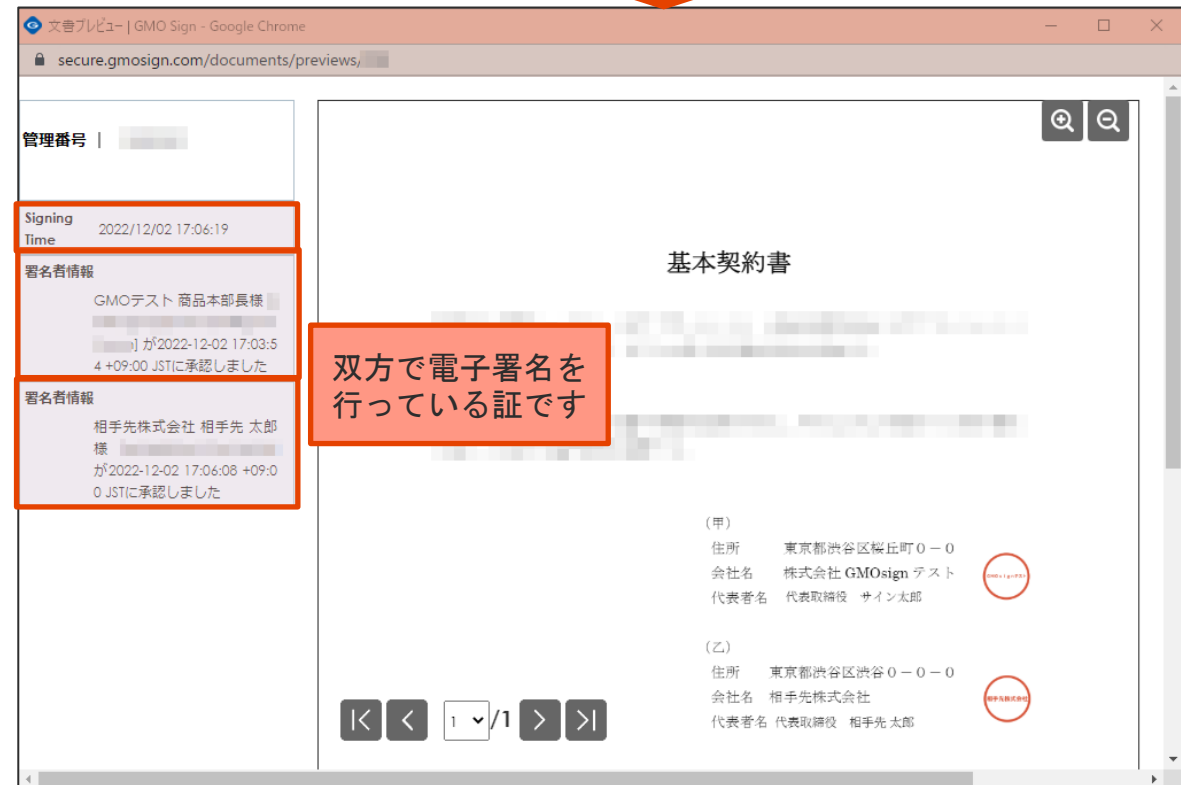 文書プレビュー | GMO Sign - Google Chrome
secure.gmosign.com/documents/previews/
管理番号 |
Signing
Time
2022/12/02 17:06:19
署名者情報
GMOテスト 商品本部長様
] が2022-12-02 17:03:5
4 +09:00 JSTに承認しました
署名者情報
相手先株式会社 相手先 太郎
様
が2022-12-02 17:06:08 +09:0
0 JSTに承認しました
双方で電子署名を
行っている証です
基本契約書
（甲）
住所 東京都渋谷区桜丘町０－０
会社名 株式会社 GMOsign テスト
代表者名 代表取締役 サイン太郎
（乙）
住所 東京都渋谷区渋谷０－０－０
会社名 相手先株式会社
相手先株式会社
代表者名 代表取締役 相手先 太郎
1 /1